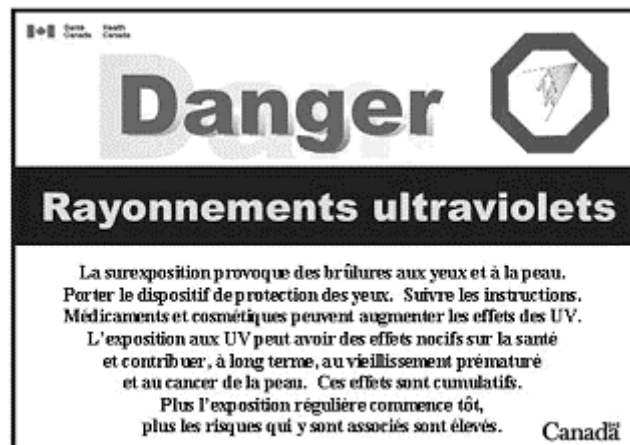 Santé Health
Canada Canada
Danger
Rayonnements ultraviolets
La surexposition provoque des brûlures aux yeux et à la peau.
Porter le dispositif de protection des yeux. Suivre les instructions.
Médicaments et cosmétiques peuvent augmenter les effets des UV.
L'exposition aux UV peut avoir des effets nocifs sur la santé
et contribuer, à long terme, au vieillissement prématuré
et au cancer de la peau. Ces effets sont cumulatifs.
Plus l'exposition régulière commence tôt,
plus les risques qui y sont associés sont élevés.
Canada